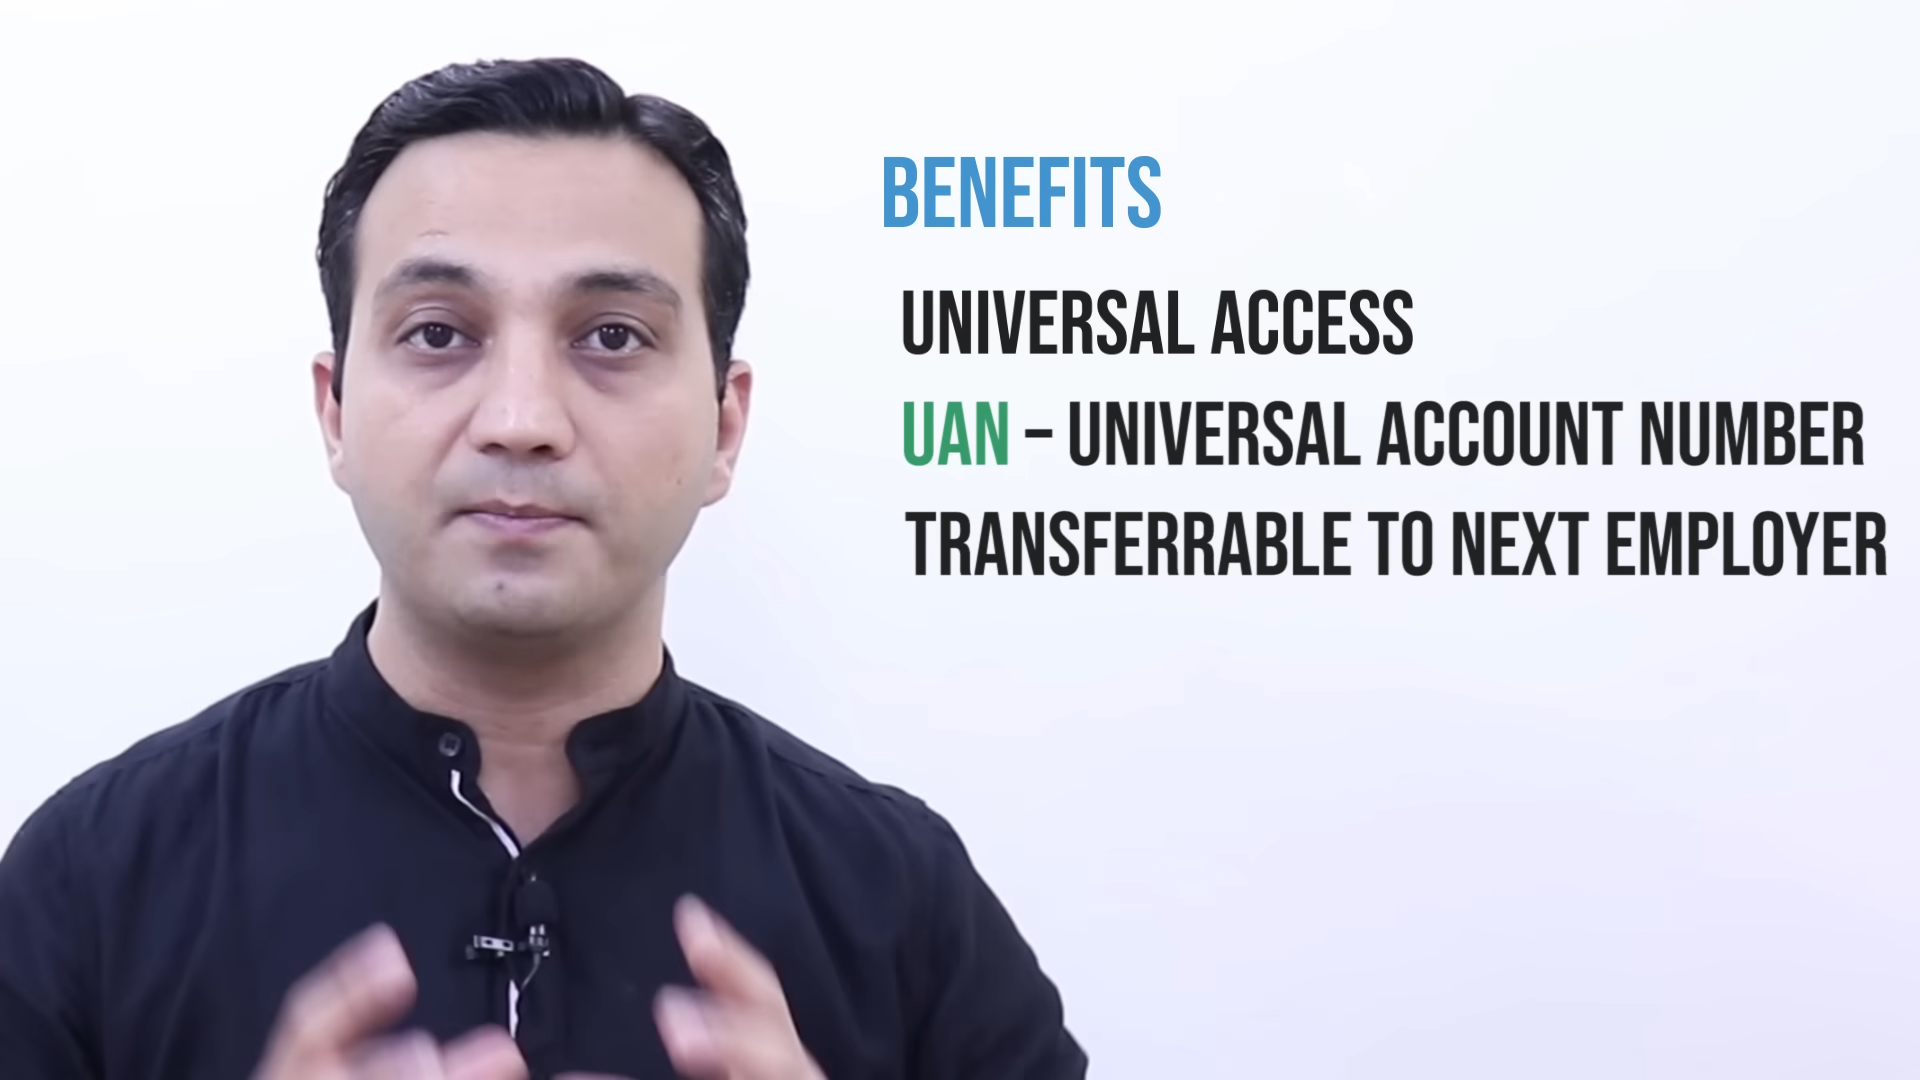 BENEFITS
UNIVERSAL ACCESS
UAN – UNIVERSAL ACCOUNT NUMBER
TRANSFERRABLE TO NEXT EMPLOYER